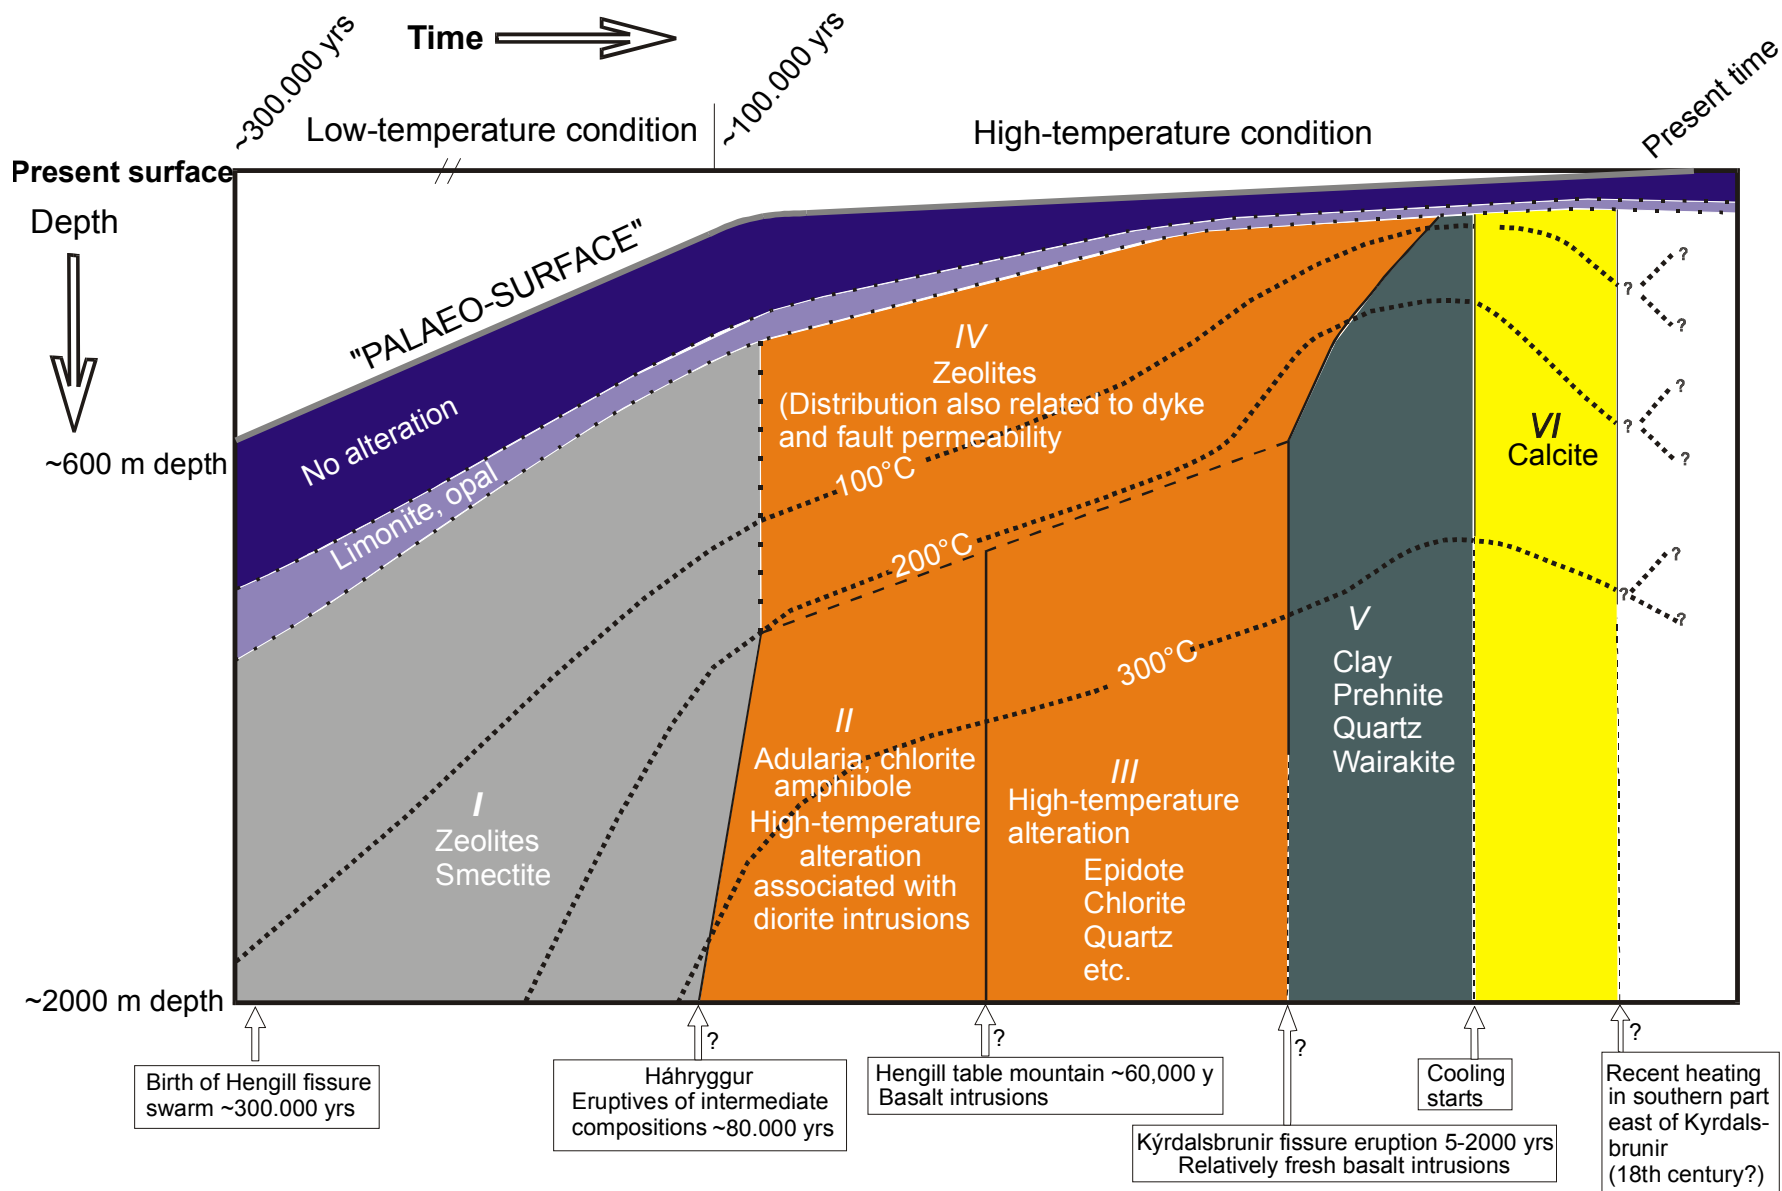 Time
~300.000 yrs
~100.000 yrs
Present time
Low-temperature condition
High-temperature condition
Present surface
Depth
"PALAEO-SURFACE"
No alteration
Limonite, opal
~600 m depth
~2000 m depth
IV
Zeolites
(Distribution also related to dyke
and fault permeability
100°C
200°C
300°C
I
Zeolites
Smectite
II
Adularia, chlorite
amphibole
High-temperature
alteration
associated with
diorite intrusions
III
High-temperature
alteration
Epidote
Chlorite
Quartz
etc.
V
Clay
Prehnite
Quartz
Wairakite
VI
Calcite
?
?
?
?
?
?
?
?
?
?
?
?
?
Birth of Hengill fissure
swarm ~300.000 yrs
Háhryggur
Eruptives of intermediate
compositions ~80.000 yrs
Hengill table mountain ~60,000 y
Basalt intrusions
Kýrdalsbrunir fissure eruption 5-2000 yrs
Relatively fresh basalt intrusions
Cooling
starts
Recent heating
in southern part
east of Kyrdals-
brunir
(18th century?)